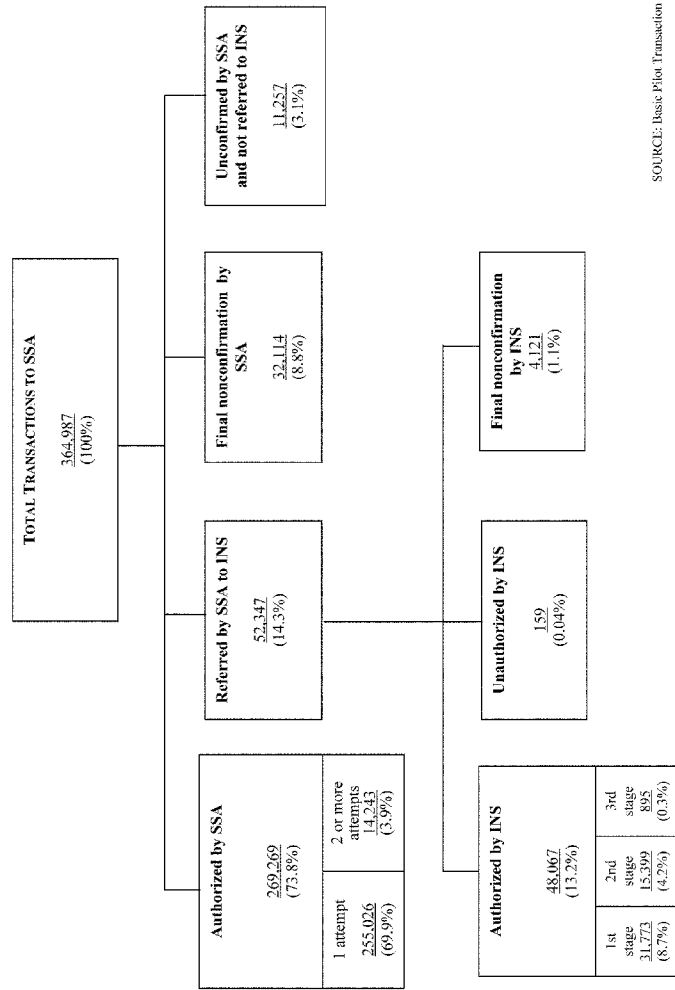 TOTAL TRANSACTIONS TO SSA
364,987
(100%)
Authorized by SSA
269,269
(73.8%)
1 attempt
255,026
(69.9%)
2 or more
attempts
14,243
(3.9%)
Referred by SSA to INS
52,347
(14.3%)
Final nonconfirmation by
SSA
32,114
(8.8%)
Unconfirmed by SSA
and not referred to INS
11,257
(3.1%)
Authorized by INS
48,067
(13.2%)
1st
stage
31,773
(8.7%)
2nd
stage
15,399
(4.2%)
3rd
stage
895
(0.3%)
Unauthorized by INS
159
(0.04%)
Final nonconfirmation
by INS
4,121
(1.1%)
SOURCE: Basic Pilot Transaction